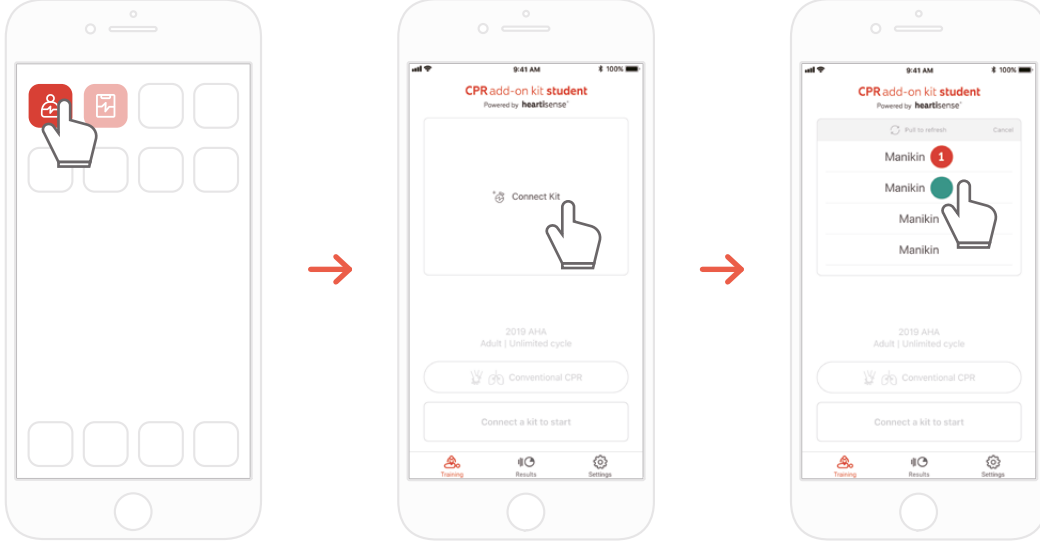 9:41 AM
100%
CPR add-on kit student
Powered by heartisense®
Connect Kit
2019 AHA
Adult | Unlimited cycle
Conventional CPR
Connect a kit to start
Training
Results
Settings
9:41 AM
100%
CPR add-on kit student
Powered by heartisense®
Pull to refresh
Cancel
Manikin 1
Manikin
Manikin
Manikin
2019 AHA
Adult | Unlimited cycle
Conventional CPR
Connect a kit to start
Training
Results
Settings